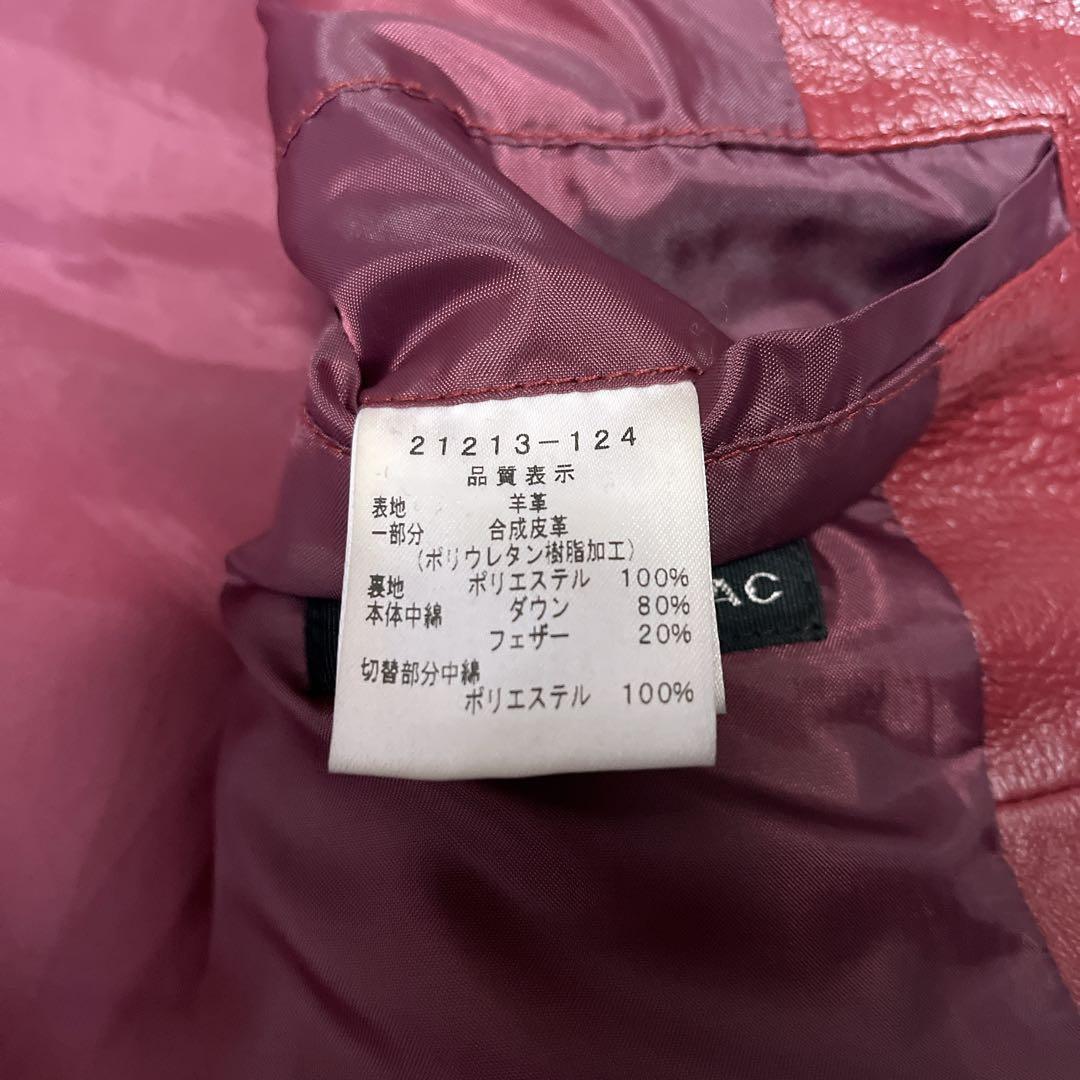 21213-124
品質表示
表地 羊革
一部分 合成皮革
(ポリウレタン樹脂加工)
裏地 ポリエステル 100%
本体中綿 ダウン 80%
フェザー 20%
切替部分中綿
ポリエステル 100%
AC